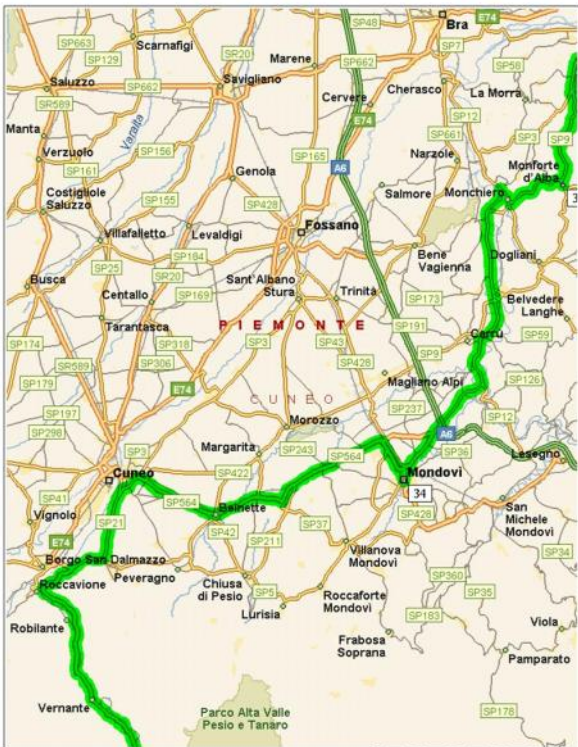 SP48
Bra
E74
SP663
Scarnafigi
SP129
SR20
Marene
SP7
SP662
SP58
Saluzzo
SP662
Savigliano
Cherasco
La Morra
SR589
Cervere
E74
SP12
Manta
Varaita
SP661
SP3
SP9
Verzuolo
SP156
SP165
Narzole
Monforte
d'Alba
SP161
Genola
A6
Costigliole
Saluzzo
SP155
SP428
Salmore
Monchiero
3
Villafalletto
Levaldigi
Fossano
SP184
Bene
Vagienna
Dogliani
SP25
SR20
Sant'Albano
Stura
Busca
Centallo
SP169
Trinità
SP173
Belvedere
Langhe
Tarantasca
PIEMONTE
SP191
SP174
SP318
SP3
SP43
Carrù
SP59
SR589
SP306
SP9
SP179
E74
SP428
Magliano Alpi
SP126
SP197
CUNEO
SP237
SP12
SP298
Morozzo
A6
SP3
Margarita
SP243
SP564
SP36
Lesegno
Cuneo
SP422
Mondovì
SP41
SP564
34
Vignolo
SP21
Beinette
SP428
San
Michele
Mondovì
SP42
SP37
E74
SP211
Villanova
Mondovì
SP34
Borgo San Dalmazzo
Peveragno
Chiusa
di Pesio
SP360
Roccavione
SP5
Roccaforte
Mondovì
SP35
Lurisia
SP183
Robilante
Frabosa
Soprana
Viola
Pamparato
Vernante
Parco Alta Valle
Pesio e Tanaro
SP178